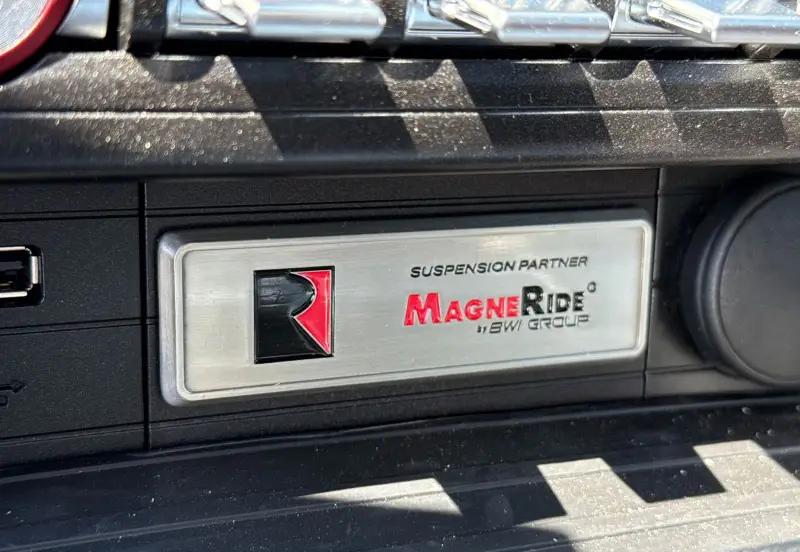 R
SUSPENSION PARTNER
MAGNERIDE®
by BWI GROUP